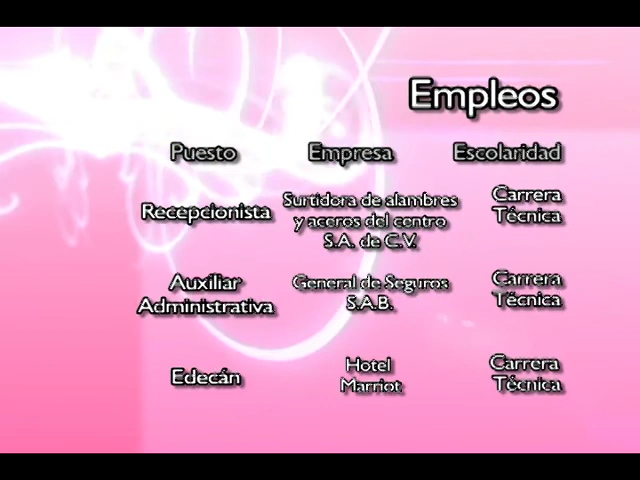 Empleos
Puesto Empresa Escolaridad
Recepcionista
Surtidora de alambres
y aceros del centro
S.A. de C.V.
Carrera
Técnica
Auxiliar
Administrativa
General de Seguros
S.A.B.
Carrera
Técnica
Edecán
Hotel
Marriot
Carrera
Técnica